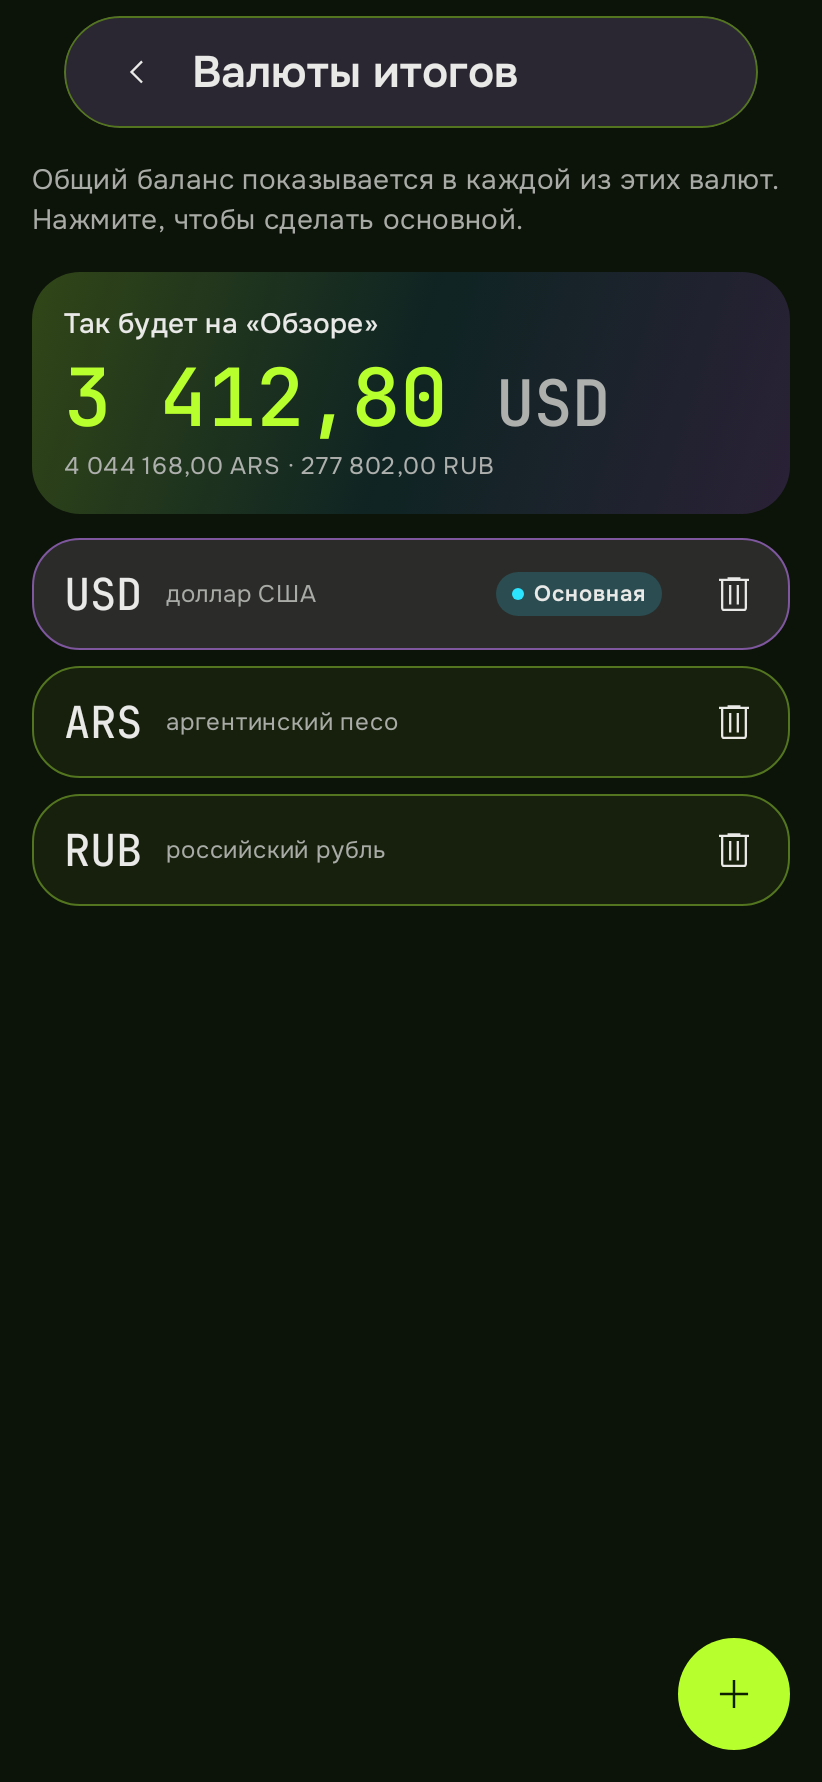 Валюты итогов
Общий баланс показывается в каждой из этих валют.
Нажмите, чтобы сделать основной.
Так будет на «Обзоре»
3 412,80 USD
4 044 168,00 ARS · 277 802,00 RUB
USD доллар США Основная
ARS аргентинский песо
RUB российский рубль